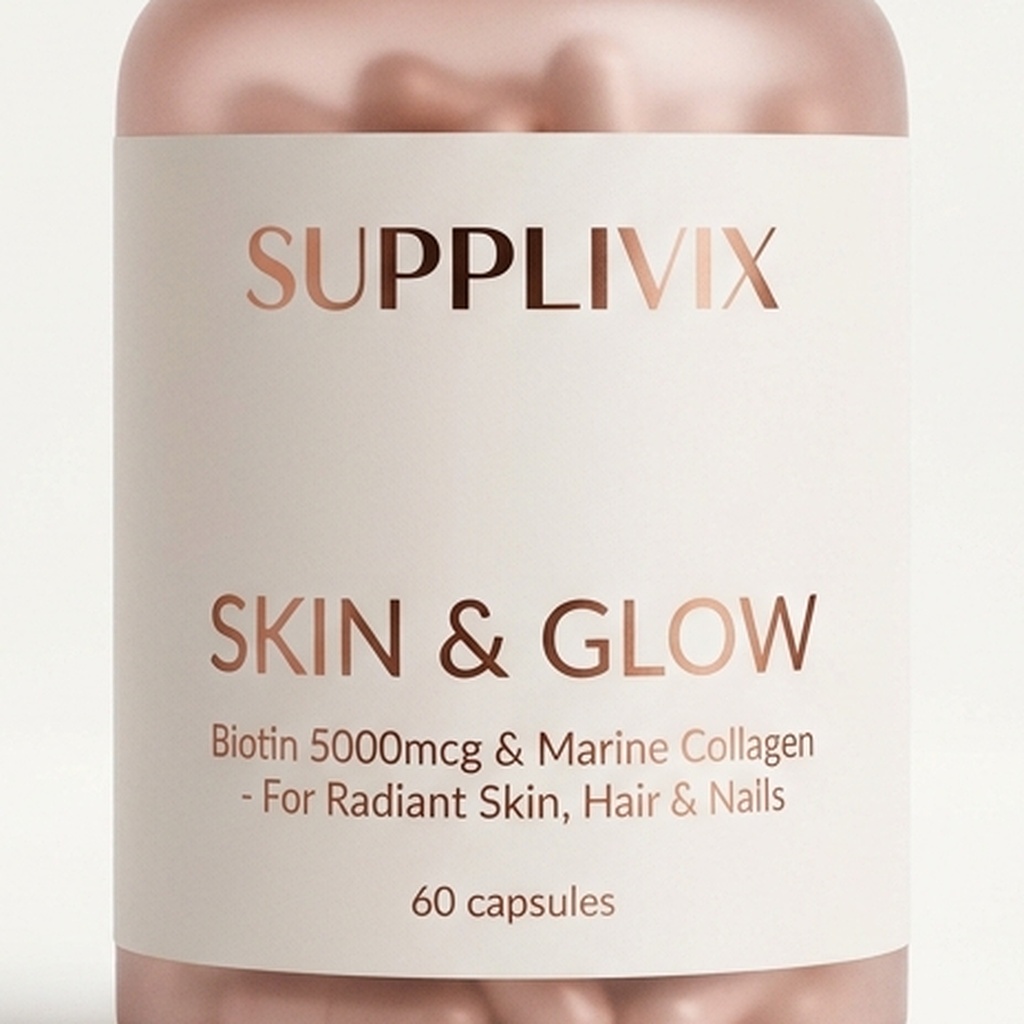 SUPPLIVIX
SKIN & GLOW
Biotin 5000mcg & Marine Collagen
- For Radiant Skin, Hair & Nails
60 capsules